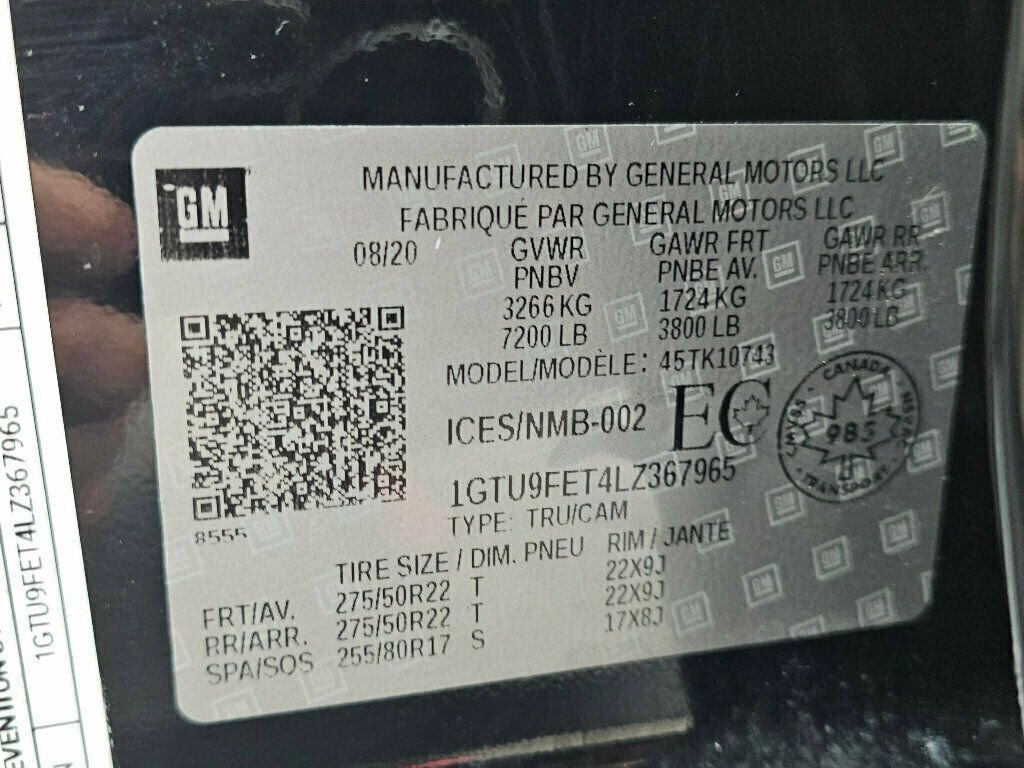 GM
MANUFACTURED BY GENERAL MOTORS LLC
FABRIQUÉ PAR GENERAL MOTORS LLC
08/20 GVWR GAWR FRT GAWR RR
PNBV PNBE AV. PNBE ARR.
3266 KG 1724 KG 1724 KG
7200 LB 3800 LB 3800 LB
MODEL/MODÈLE: 45TK10743
ICES/NMB-002 EC
CANADA
CMVSS
985
TRANSPORT
1GTU9FET4LZ367965
TYPE: TRU/CAM
8555
TIRE SIZE / DIM. PNEU RIM / JANTE
FRT/AV. 275/50R22 T 22X9J
RR/ARR. 275/50R22 T 22X9J
SPA/SOS 255/80R17 S 17X8J
1GTU9FET4LZ367965